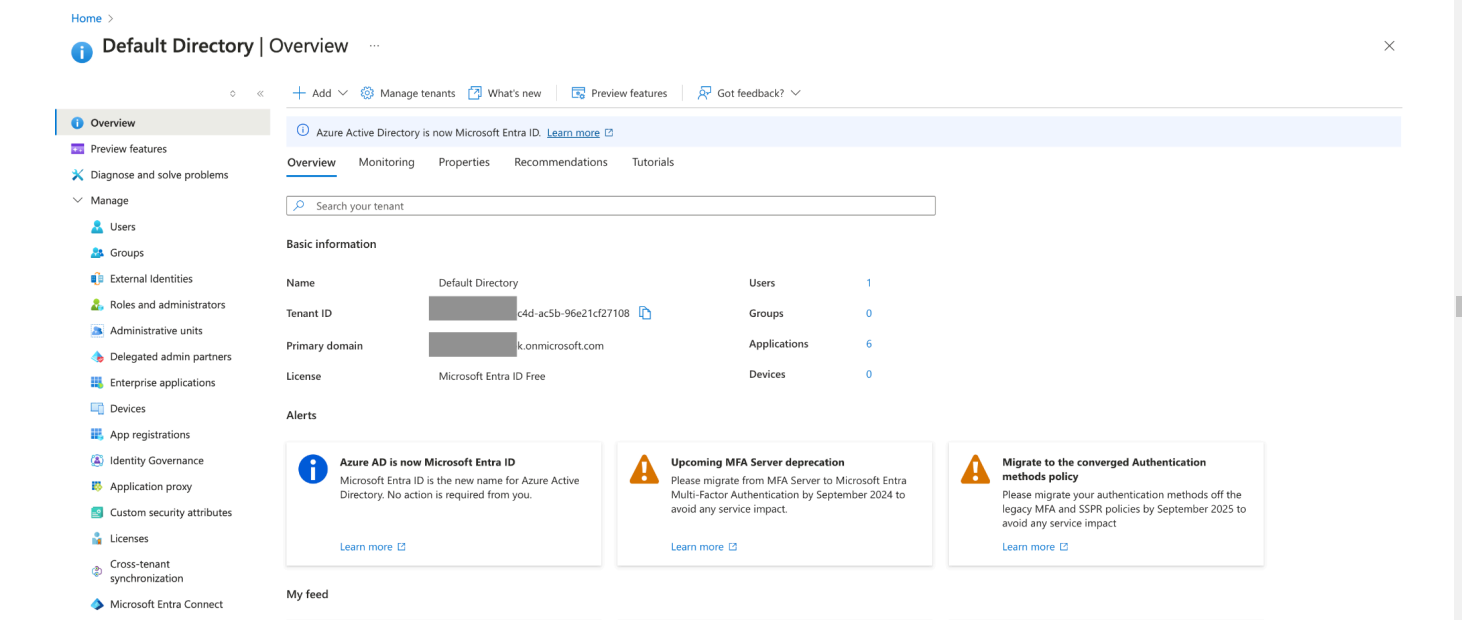 Home >
Default Directory | Overview ...
Add Manage tenants What's new Preview features Got feedback?
Overview
Preview features
Diagnose and solve problems
Manage
Users
Groups
External Identities
Roles and administrators
Administrative units
Delegated admin partners
Enterprise applications
Devices
App registrations
Identity Governance
Application proxy
Custom security attributes
Licenses
Cross-tenant
synchronization
Microsoft Entra Connect
Azure Active Directory is now Microsoft Entra ID. Learn more
Overview Monitoring Properties Recommendations Tutorials
Search your tenant
Basic information
Name Default Directory
Tenant ID c4d-ac5b-96e21cf27108
Primary domain k.onmicrosoft.com
License Microsoft Entra ID Free
Users 1
Groups 0
Applications 6
Devices 0
Alerts
Azure AD is now Microsoft Entra ID
Microsoft Entra ID is the new name for Azure Active
Directory. No action is required from you.
Learn more
Upcoming MFA Server deprecation
Please migrate from MFA Server to Microsoft Entra
Multi-Factor Authentication by September 2024 to
avoid any service impact.
Learn more
Migrate to the converged Authentication
methods policy
Please migrate your authentication methods off the
legacy MFA and SSPR policies by September 2025 to
avoid any service impact
Learn more
My feed